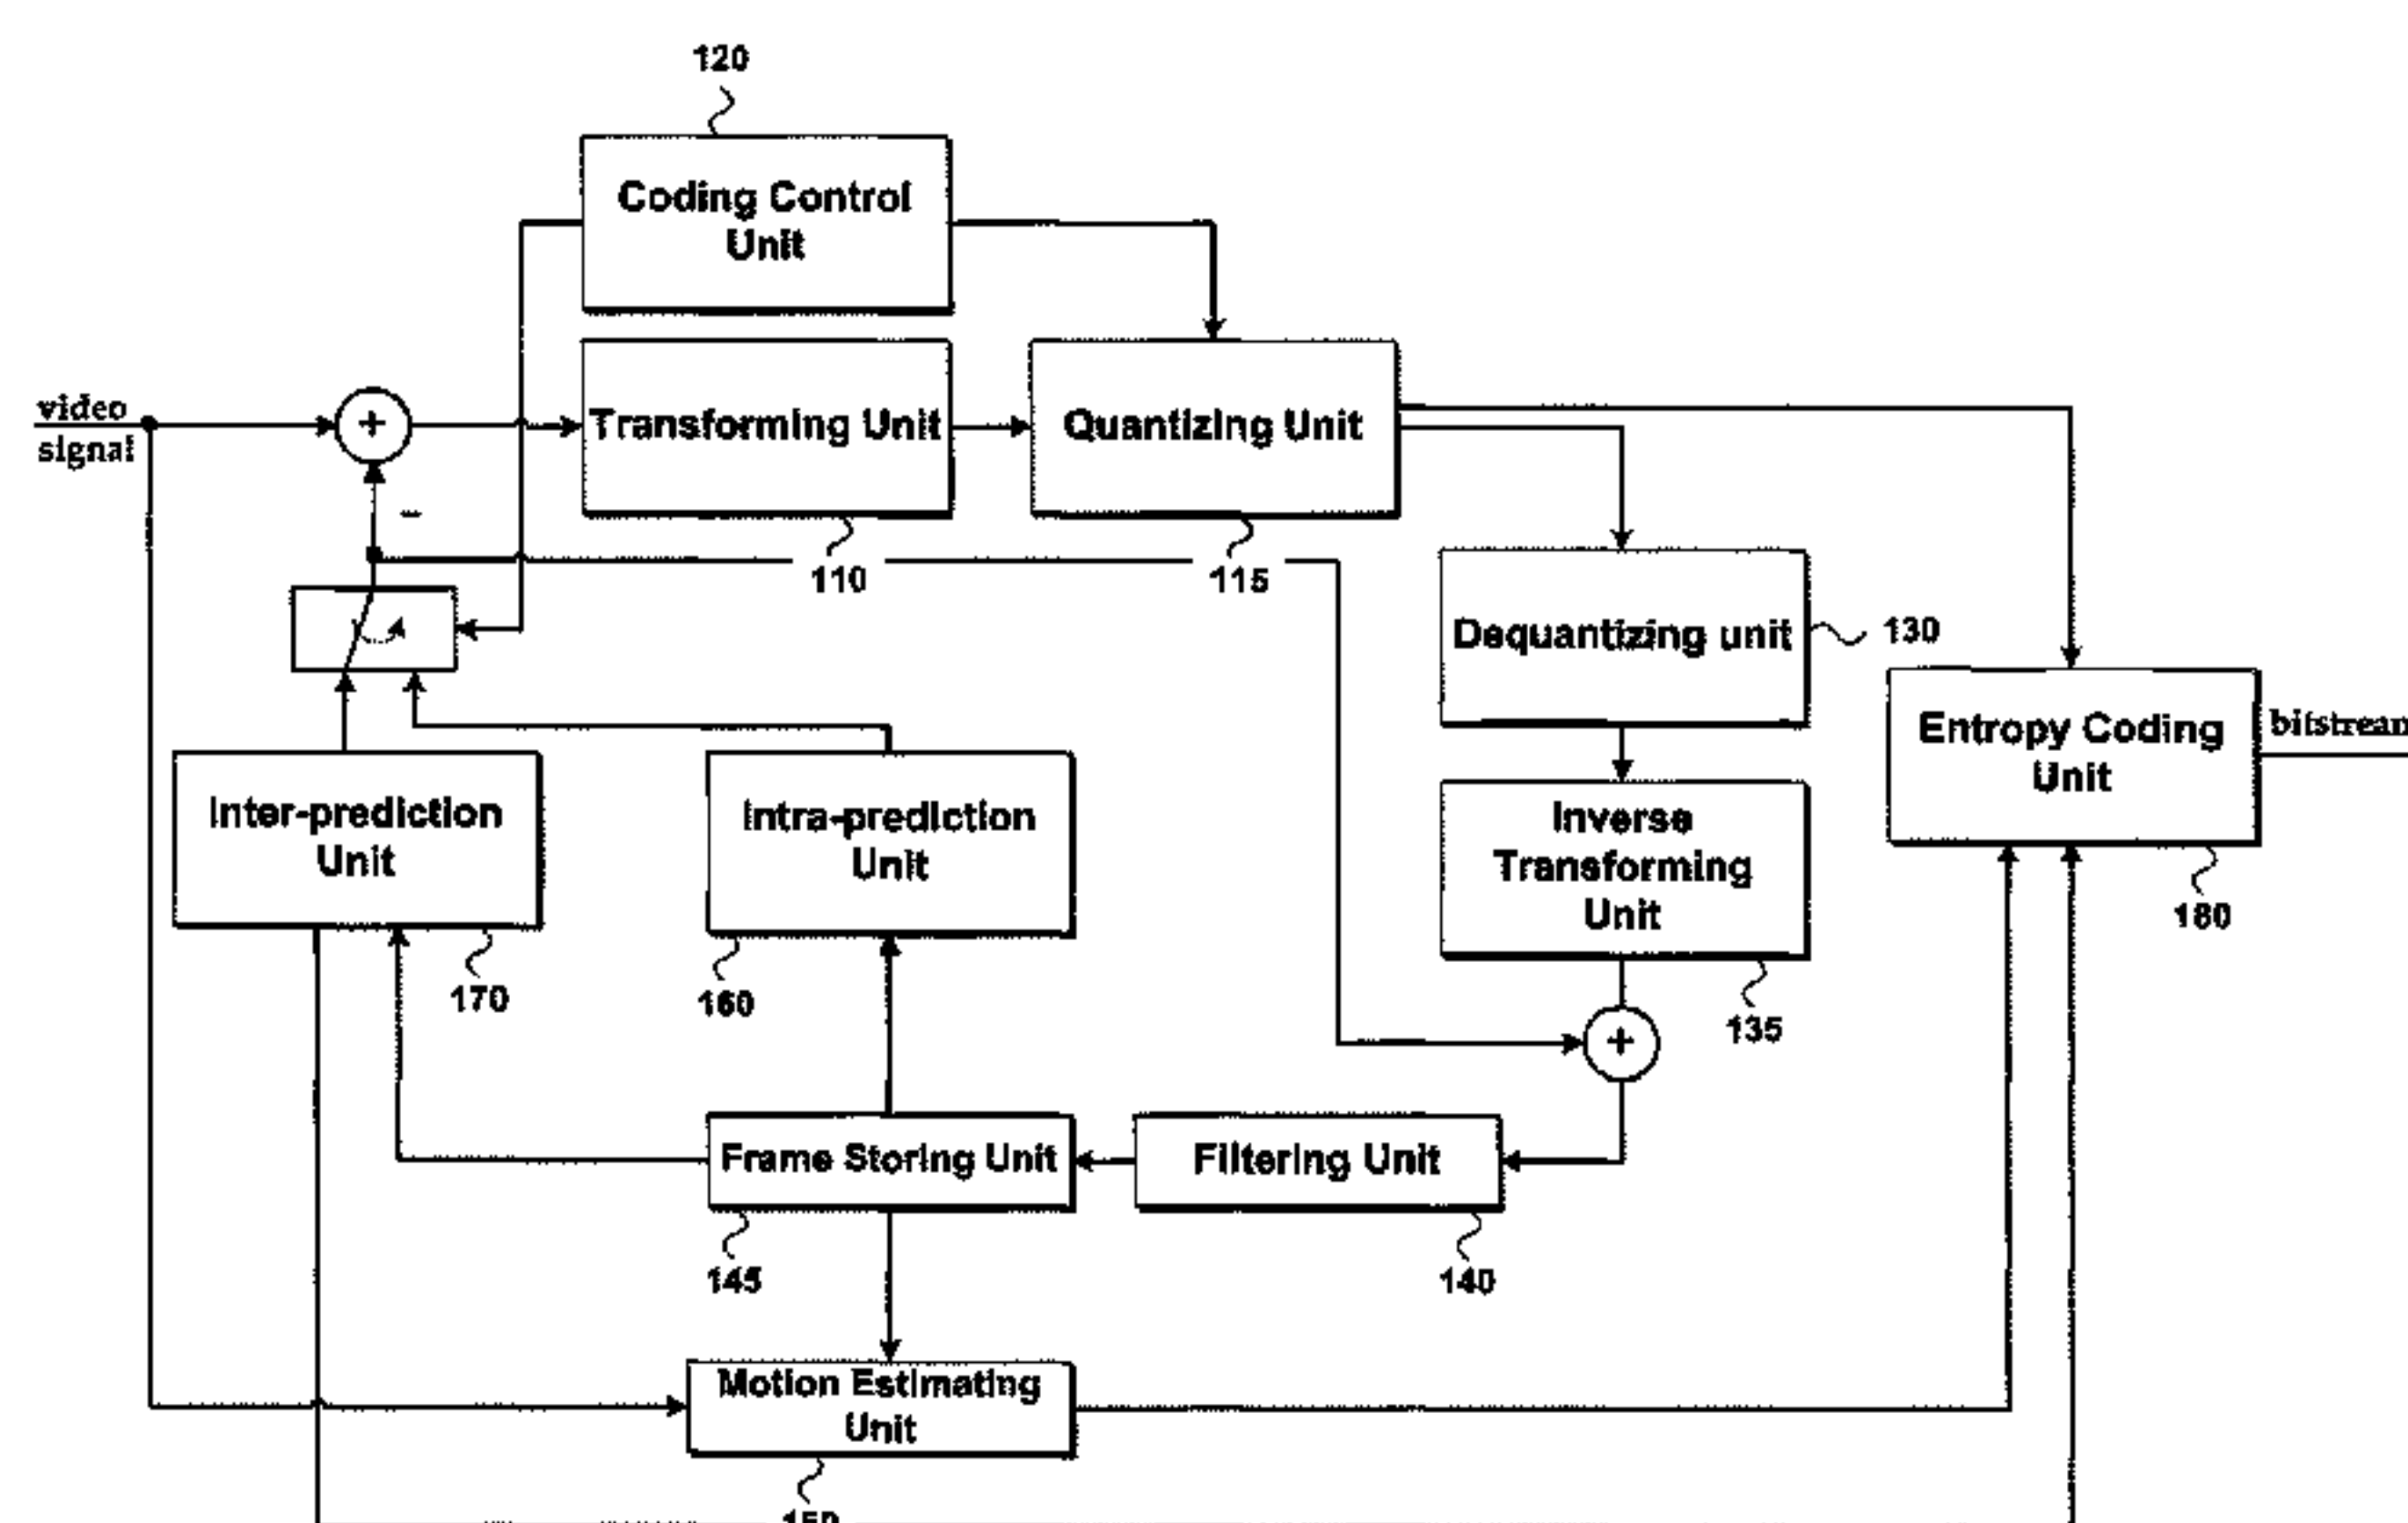 120
Coding Control
Unit
video
signal
+
Transforming Unit
Quantizing Unit
-
110
115
Dequantizing unit
130
Entropy Coding
Unit
Inter-prediction
Unit
Intra-prediction
Unit
Inverse
Transforming
Unit
180
170
160
135
+
Frame Storing Unit
Filtering Unit
145
140
Motion Estimating
Unit